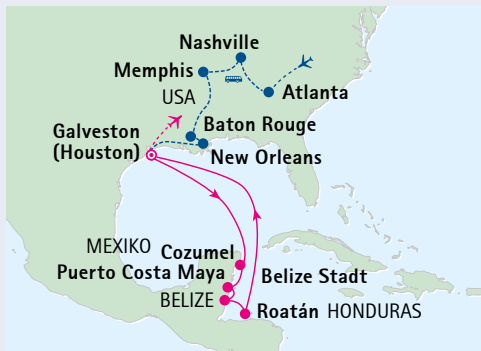 Nashville
Memphis
USA
Atlanta
Galveston
(Houston)
Baton Rouge
New Orleans
MEXIKO
Cozumel
Puerto Costa Maya
Belize Stadt
BELIZE
Roatán HONDURAS